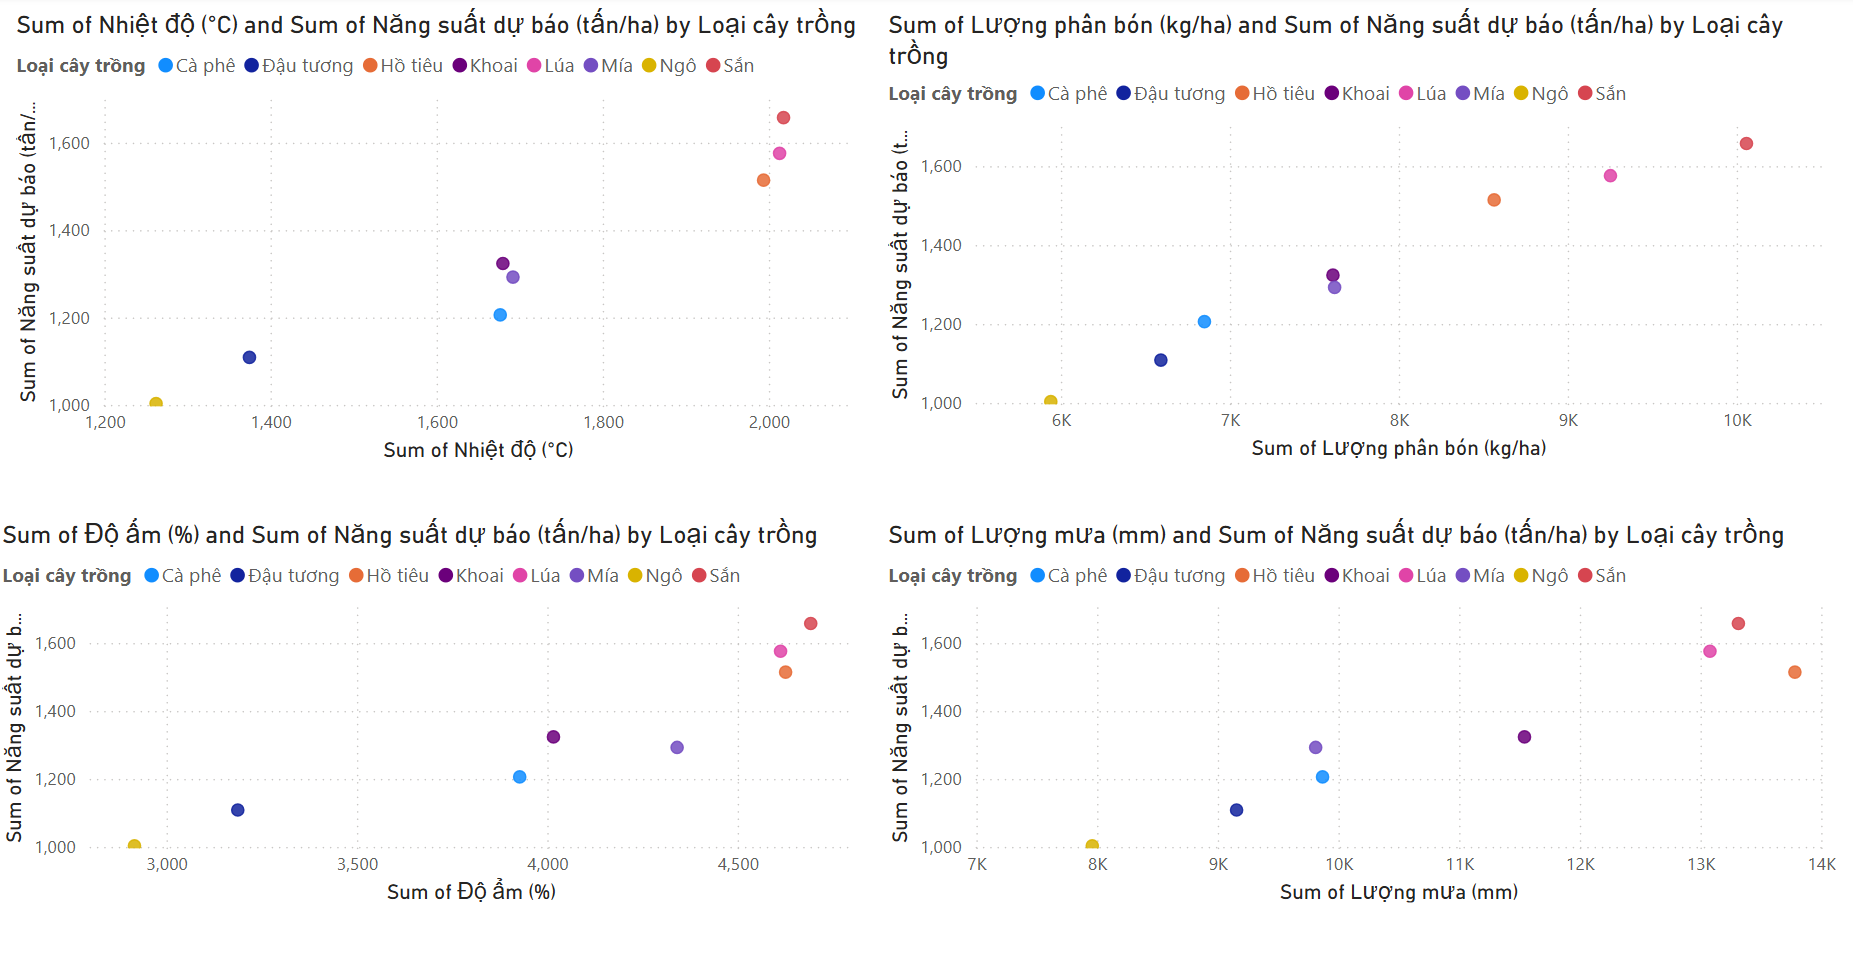 Sum of Nhiệt độ (°C) and Sum of Năng suất dự báo (tấn/ha) by Loại cây trồng
Loại cây trồng Cà phê Đậu tương Hồ tiêu Khoai Lúa Mía Ngô Sắn
Sum of Năng suất dự báo (tấn/...
1,600
1,400
1,200
1,000
1,200 1,400 1,600 1,800 2,000
Sum of Nhiệt độ (°C)
Sum of Lượng phân bón (kg/ha) and Sum of Năng suất dự báo (tấn/ha) by Loại cây
trồng
Loại cây trồng Cà phê Đậu tương Hồ tiêu Khoai Lúa Mía Ngô Sắn
Sum of Năng suất dự báo (t...
1,600
1,400
1,200
1,000
6K 7K 8K 9K 10K
Sum of Lượng phân bón (kg/ha)
Sum of Độ ẩm (%) and Sum of Năng suất dự báo (tấn/ha) by Loại cây trồng
Loại cây trồng Cà phê Đậu tương Hồ tiêu Khoai Lúa Mía Ngô Sắn
Sum of Năng suất dự b...
1,600
1,400
1,200
1,000
3,000 3,500 4,000 4,500
Sum of Độ ẩm (%)
Sum of Lượng mưa (mm) and Sum of Năng suất dự báo (tấn/ha) by Loại cây trồng
Loại cây trồng Cà phê Đậu tương Hồ tiêu Khoai Lúa Mía Ngô Sắn
Sum of Năng suất dự b...
1,600
1,400
1,200
1,000
7K 8K 9K 10K 11K 12K 13K 14K
Sum of Lượng mưa (mm)